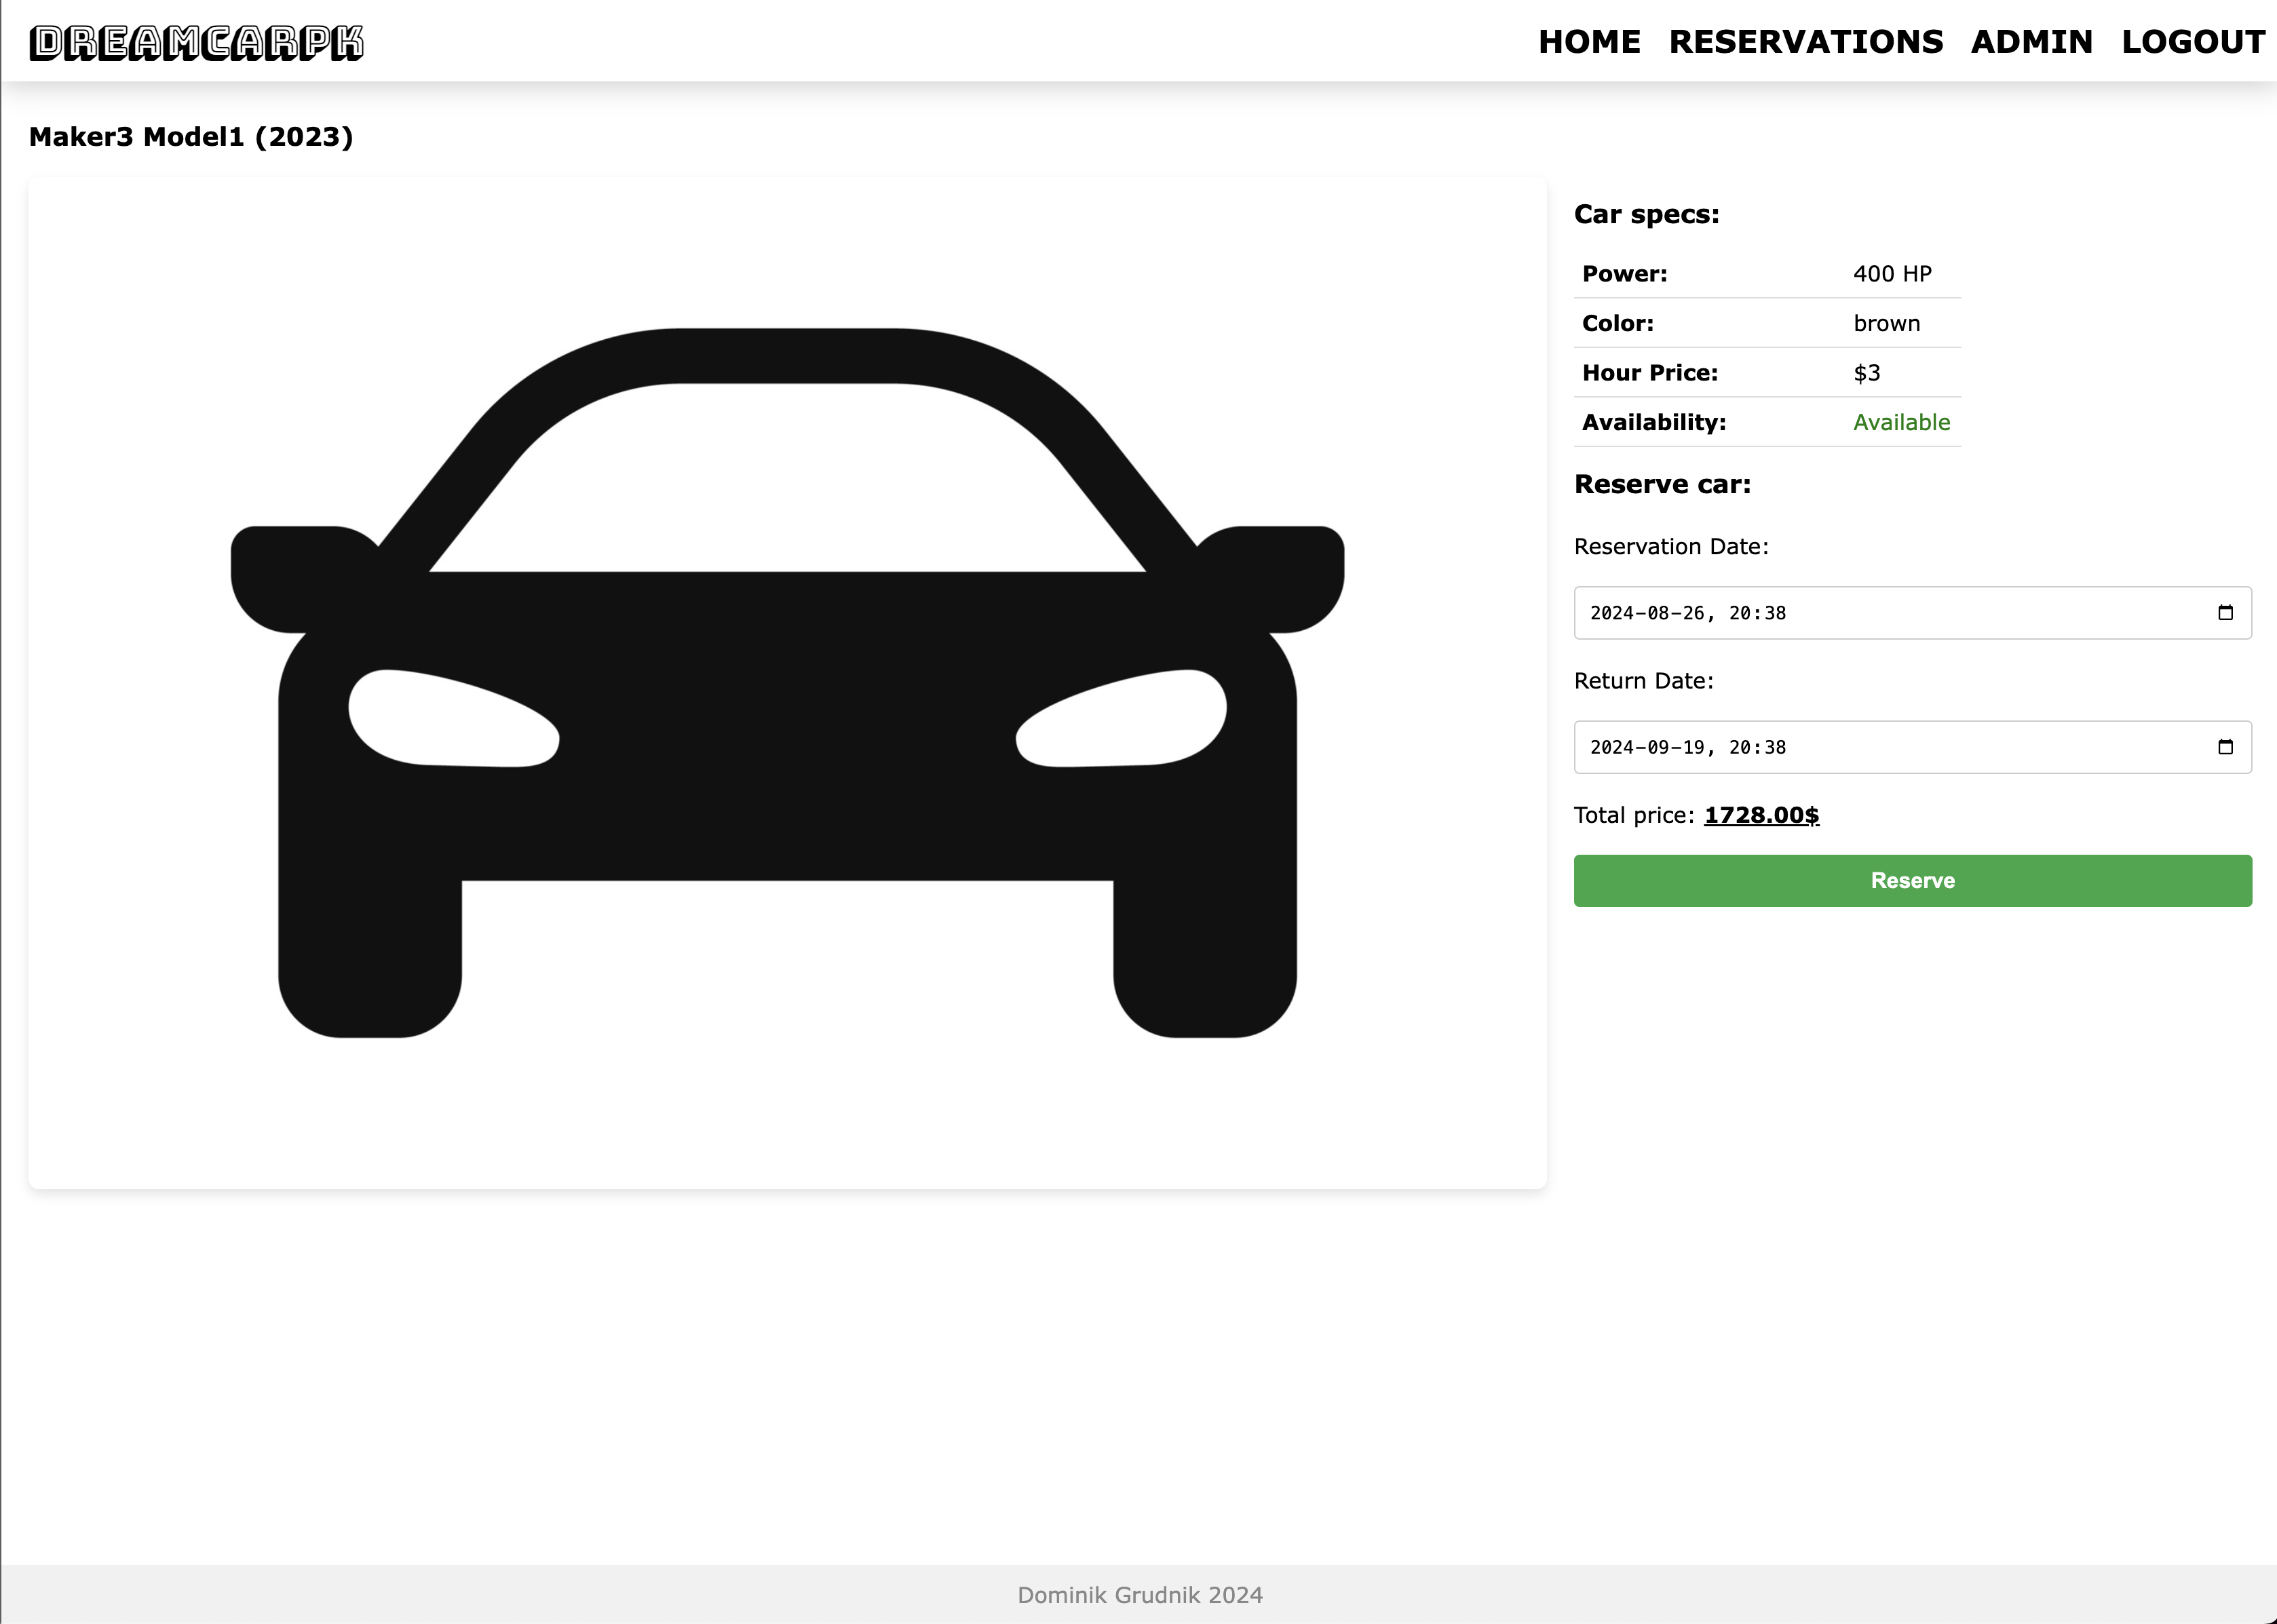 DREAMCARPK
HOME RESERVATIONS ADMIN LOGOUT
Maker3 Model1 (2023)
Car specs:
Power: 400 HP
Color: brown
Hour Price: $3
Availability: Available
Reserve car:
Reservation Date:
2024-08-26, 20:38
Return Date:
2024-09-19, 20:38
Total price: 1728.00$
Reserve
Dominik Grudnik 2024